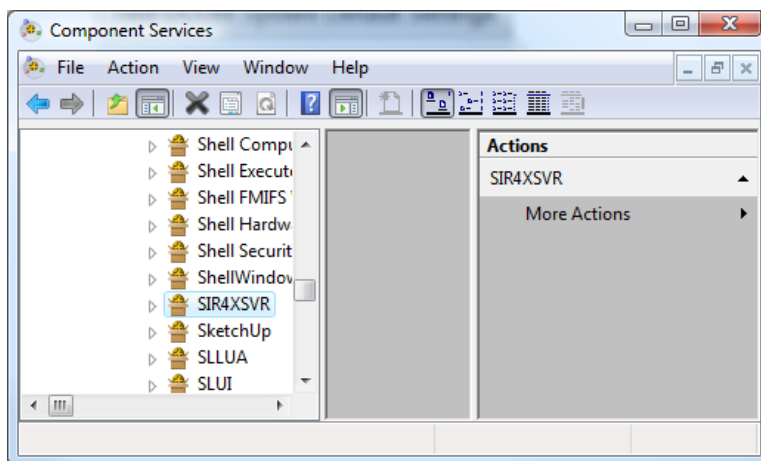 Component Services
File Action View Window Help
Shell Compu
Shell Execut
Shell FMIFS
Shell Hardw
Shell Securit
ShellWindov
SIR4XSVR
SketchUp
SLLUA
SLUI
Actions
SIR4XSVR
More Actions